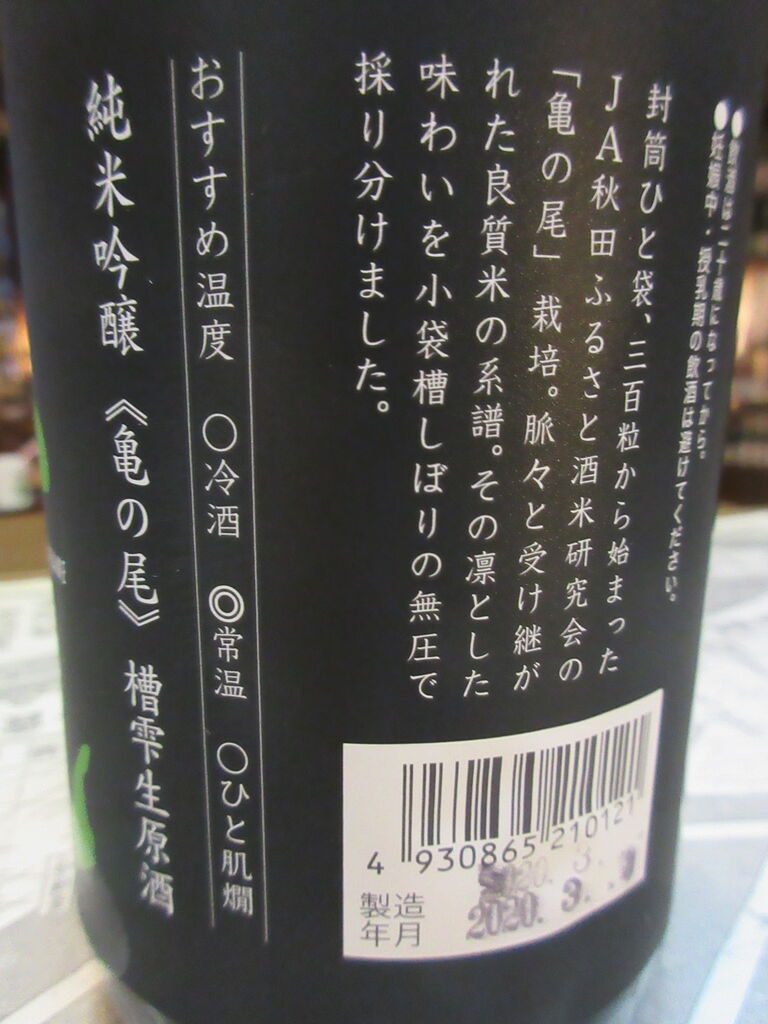 ●飲酒は二十歳になってから。
●妊娠中・授乳期の飲酒は避けてください。
封筒ひと袋、三百粒から始まった
JA秋田ふるさと酒米研究会の
「亀の尾」栽培。脈々と受け継が
れた良質米の系譜。その凛とした
味わいを小袋槽しぼりの無圧で
採り分けました。
おすすめ温度 ○冷酒 ◎常温 ○ひと肌燗
純米吟醸《亀の尾》槽雫生原酒
4 930865 210121
製造
年月
2020. 3.